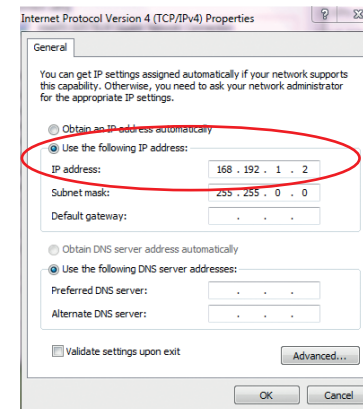 Internet Protocol Version 4 (TCP/IPv4) Properties
General
You can get IP settings assigned automatically if your network supports
this capability. Otherwise, you need to ask your network administrator
for the appropriate IP settings.
Obtain an IP address automatically
Use the following IP address:
IP address: 168 . 192 . 1 . 2
Subnet mask: 255 . 255 . 0 . 0
Default gateway: . . .
Obtain DNS server address automatically
Use the following DNS server addresses:
Preferred DNS server: . . .
Alternate DNS server: . . .
Validate settings upon exit
Advanced...
OK Cancel